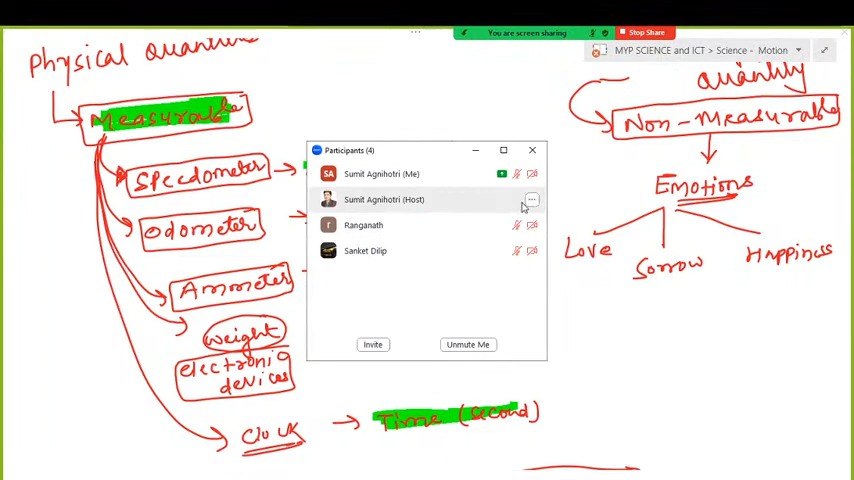 You are screen sharing
Stop Share
MYP SCIENCE and ICT > Science - Motion
Physical
quantity
Measurable
Non-Measurable
Participants (4)
SA Sumit Agnihotri (Me)
Sumit Agnihotri (Host)
r Ranganath
Sanket Dilip
Invite
Unmute Me
Speedometer
Odometer
Ammeter
weight
electronic
devices
Clock
Time (second)
Emotions
Love
Sorrow
Happiness